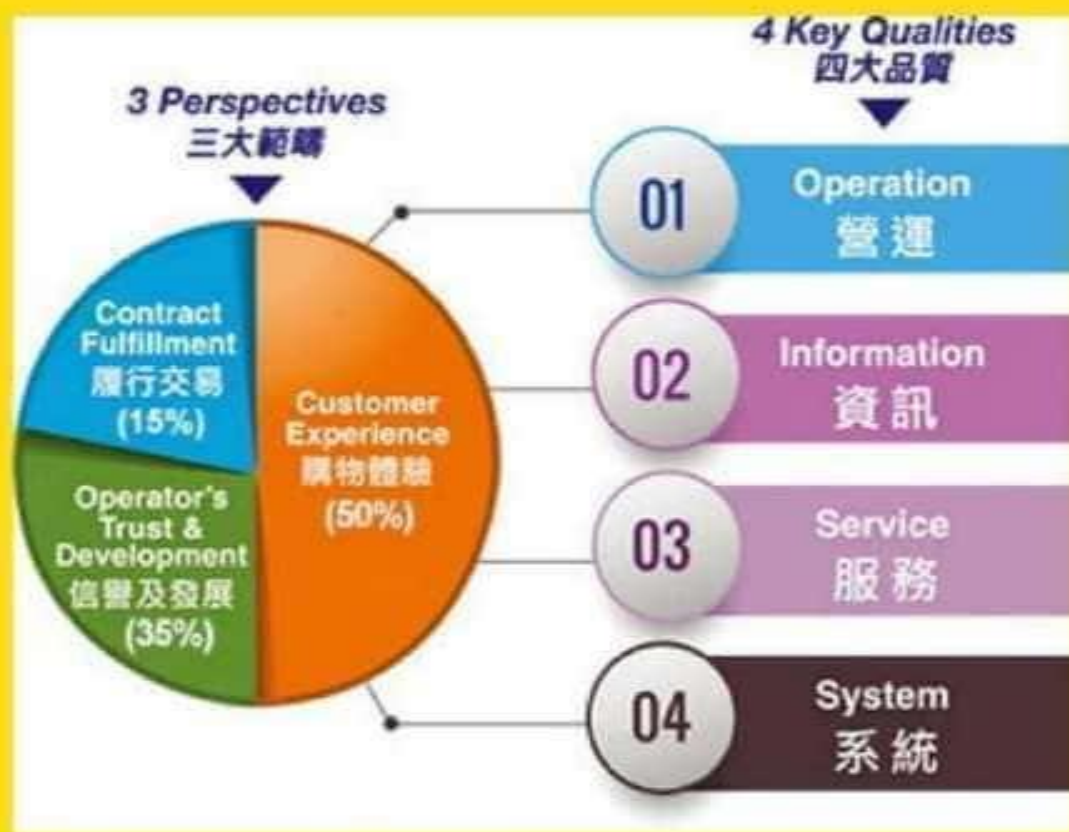 3 Perspectives
三大範疇
Contract
Fulfillment
履行交易
(15%)
Operator's
Trust &
Development
信譽及發展
(35%)
Customer
Experience
購物體驗
(50%)
4 Key Qualities
四大品質
01
Operation
營運
02
Information
資訊
03
Service
服務
04
System
系統